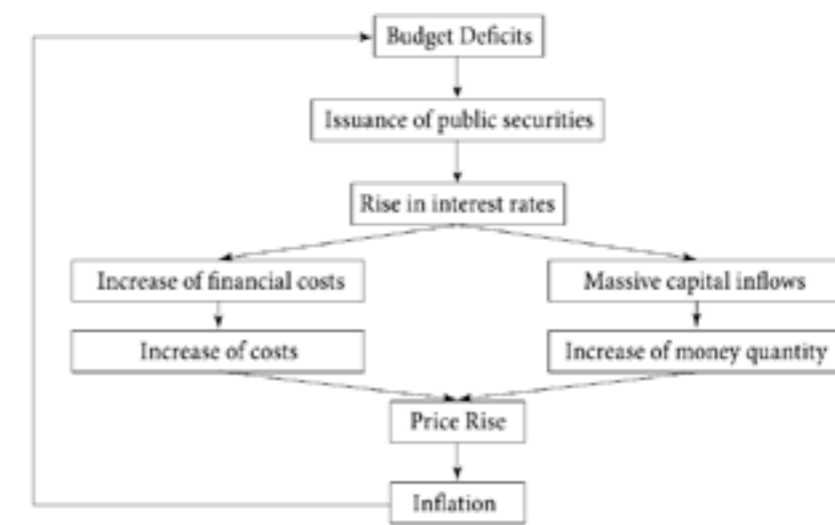 Budget Deficits
Issuance of public securities
Rise in interest rates
Increase of financial costs
Massive capital inflows
Increase of costs
Increase of money quantity
Price Rise
Inflation